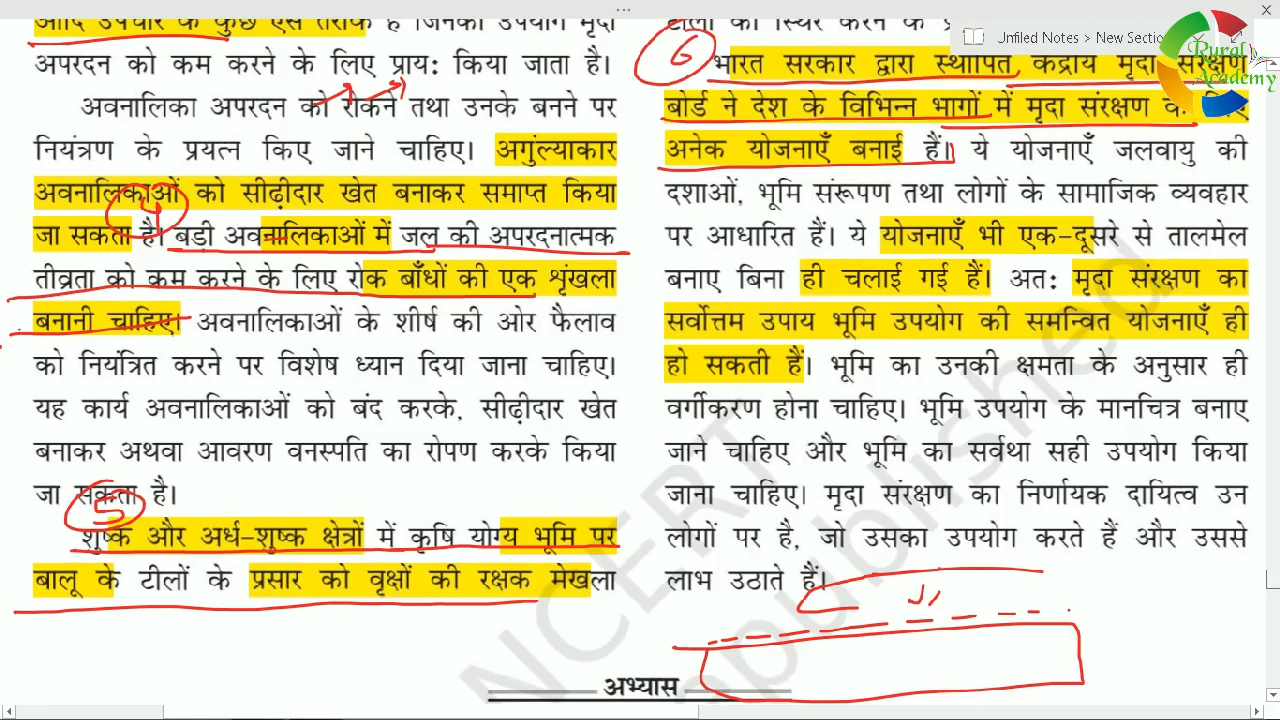 आदि उपचार के कुछ ऐसे तरीके हैं जिनका उपयोग मृदा
अपरदन को कम करने के लिए प्राय: किया जाता है।
अवनालिका अपरदन को रोकने तथा उनके बनने पर
नियंत्रण के प्रयत्न किए जाने चाहिए। अगुंल्याकार
अवनालिकाओं को सीढ़ीदार खेत बनाकर समाप्त किया
4
जा सकता है। बड़ी अवनालिकाओं में जल की अपरदनात्मक
तीव्रता को कम करने के लिए रोक बाँधों की एक शृंखला
बनानी चाहिए। अवनालिकाओं के शीर्ष की ओर फैलाव
को नियंत्रित करने पर विशेष ध्यान दिया जाना चाहिए।
यह कार्य अवनालिकाओं को बंद करके, सीढ़ीदार खेत
बनाकर अथवा आवरण वनस्पति का रोपण करके किया
जा सकता है।
5
शुष्क और अर्ध-शुष्क क्षेत्रों में कृषि योग्य भूमि पर
बालू के टीलों के प्रसार को वृक्षों की रक्षक मेखला
टीलों को स्थिर करने के
6
भारत सरकार द्वारा स्थापित केंद्रीय मृदा संरक्षण
बोर्ड ने देश के विभिन्न भागों में मृदा संरक्षण के
अनेक योजनाएँ बनाई हैं। ये योजनाएँ जलवायु की
दशाओं, भूमि संरूपण तथा लोगों के सामाजिक व्यवहार
पर आधारित हैं। ये योजनाएँ भी एक-दूसरे से तालमेल
बनाए बिना ही चलाई गई हैं। अत: मृदा संरक्षण का
सर्वोत्तम उपाय भूमि उपयोग की समन्वित योजनाएँ ही
हो सकती हैं। भूमि का उनकी क्षमता के अनुसार ही
वर्गीकरण होना चाहिए। भूमि उपयोग के मानचित्र बनाए
जाने चाहिए और भूमि का सर्वथा सही उपयोग किया
जाना चाहिए। मृदा संरक्षण का निर्णायक दायित्व उन
लोगों पर है, जो उसका उपयोग करते हैं और उससे
लाभ उठाते हैं।
अभ्यास
Unfiled Notes > New Sectio
Rural
Academy
NCERT
republished